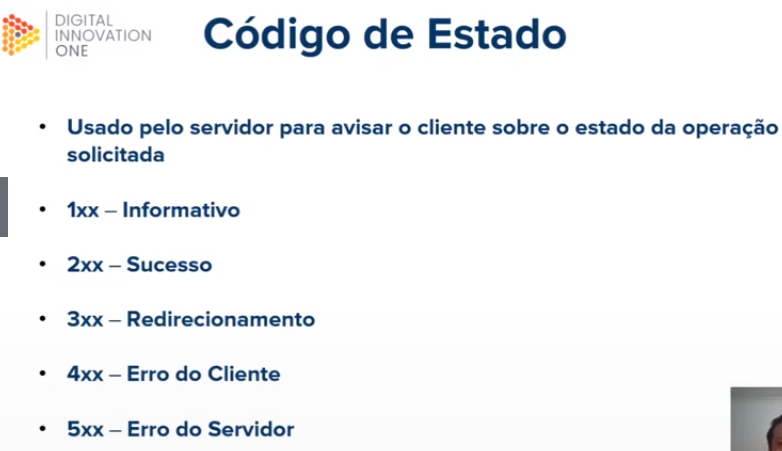 DIGITAL
INNOVATION
ONE
Código de Estado
• Usado pelo servidor para avisar o cliente sobre o estado da operação
solicitada
• 1xx – Informativo
• 2xx – Sucesso
• 3xx – Redirecionamento
• 4xx – Erro do Cliente
• 5xx – Erro do Servidor